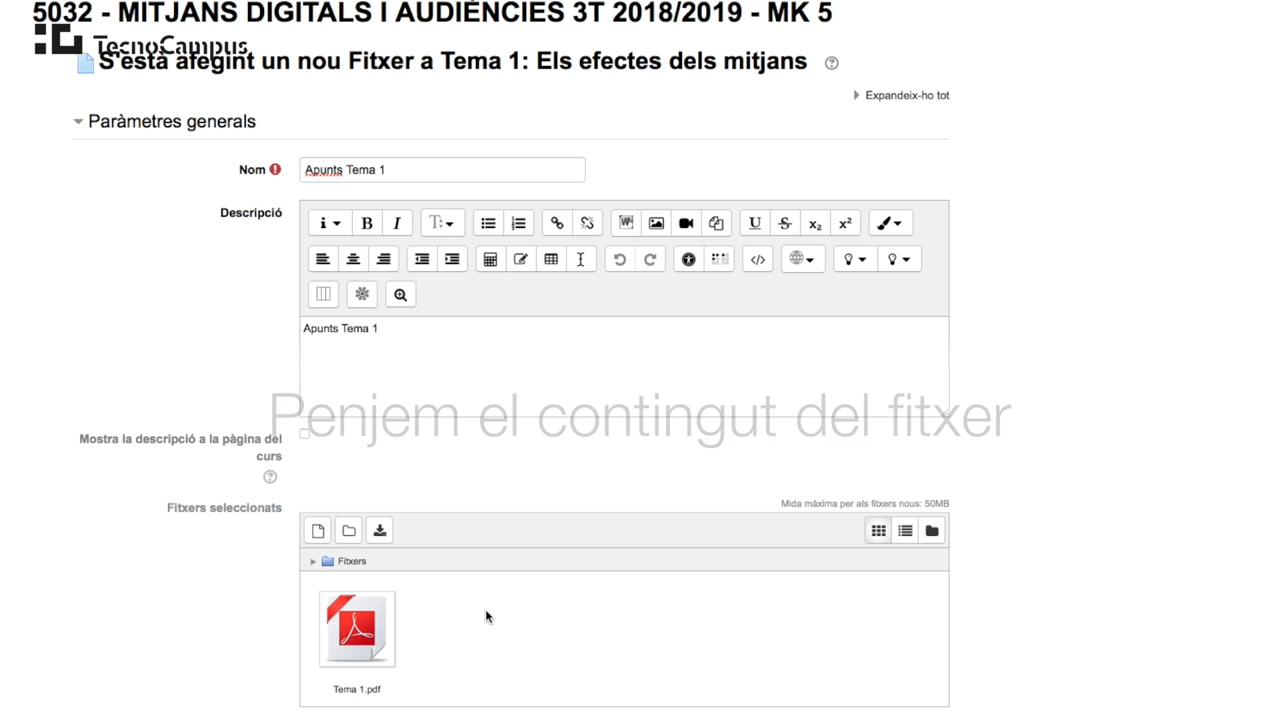 5032 - MITJANS DIGITALS I AUDIÈNCIES 3T 2018/2019 - MK 5
TecnoCampus
S'està afegint un nou Fitxer a Tema 1: Els efectes dels mitjans
Expandeix-ho tot
Paràmetres generals
Nom
Apunts Tema 1
Descripció
Apunts Tema 1
Penjem el contingut del fitxer
Mostra la descripció a la pàgina del
curs
Fitxers seleccionats
Mida màxima per als fitxers nous: 50MB
Fitxers
Tema 1.pdf